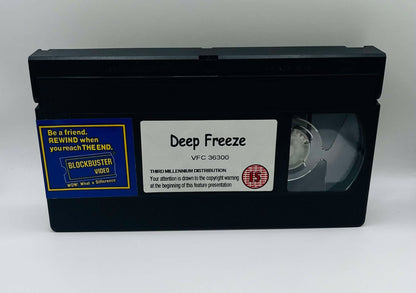 Be a friend.
REWIND when
you reach THE END.
BLOCKBUSTER
VIDEO
WOW! What a Difference
Deep Freeze
VFC 36300
THIRD MILLENNIUM DISTRIBUTION
Your attention is drawn to the copyright warning
at the beginning of this feature presentation
15